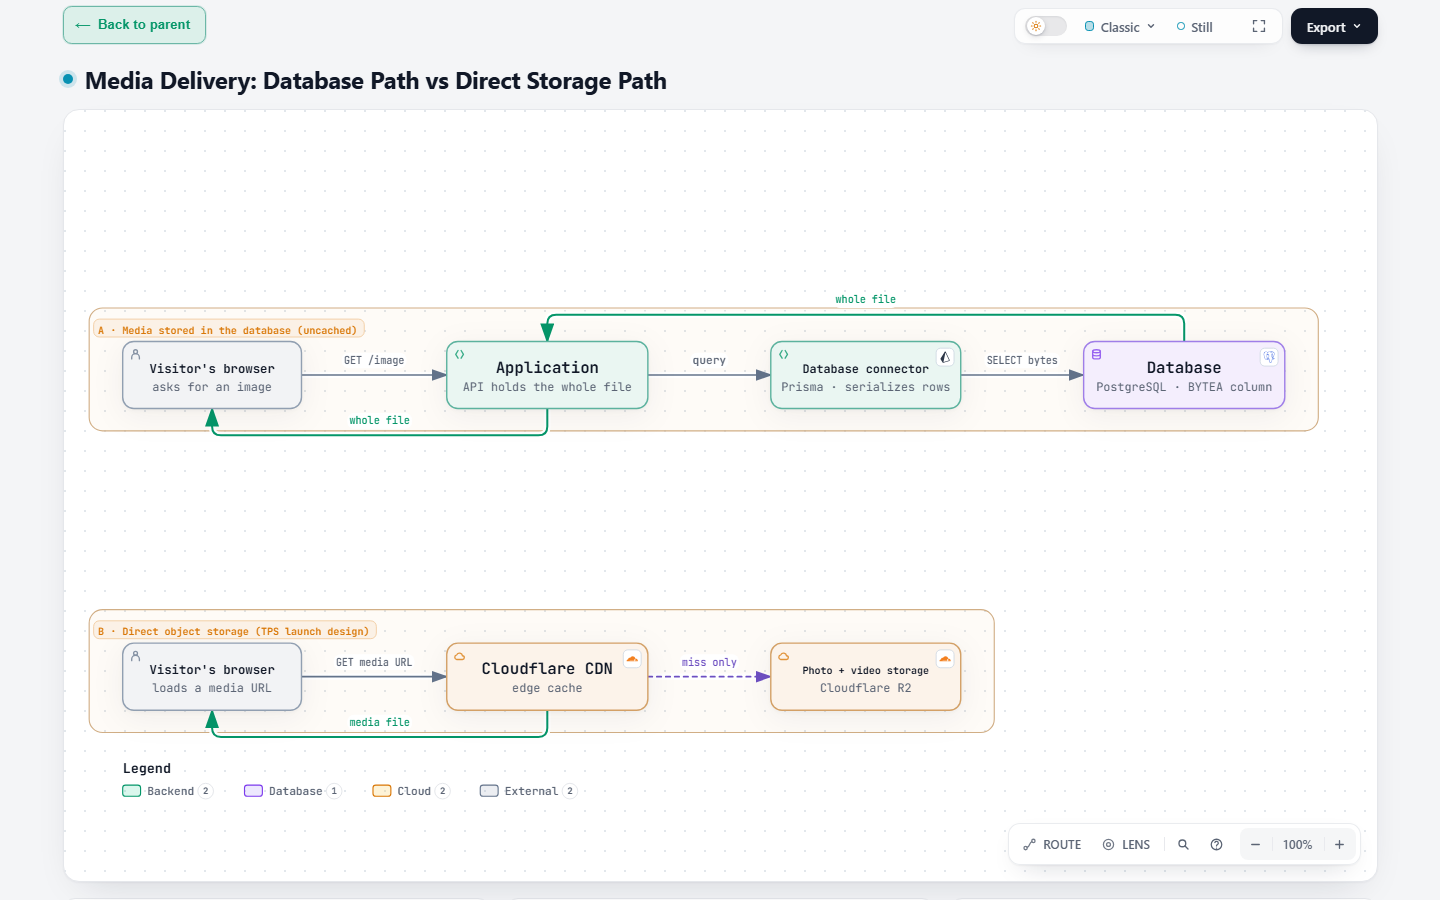 ← Back to parent
Classic
Still
Export
Media Delivery: Database Path vs Direct Storage Path
whole file
A · Media stored in the database (uncached)
Visitor's browser
asks for an image
GET /image
Application
API holds the whole file
query
Database connector
Prisma · serializes rows
SELECT bytes
Database
PostgreSQL · BYTEA column
whole file
B · Direct object storage (TPS launch design)
Visitor's browser
loads a media URL
GET media URL
Cloudflare CDN
edge cache
miss only
Photo + video storage
Cloudflare R2
media file
Legend
Backend 2
Database 1
Cloud 2
External 2
ROUTE
LENS
− 100% +